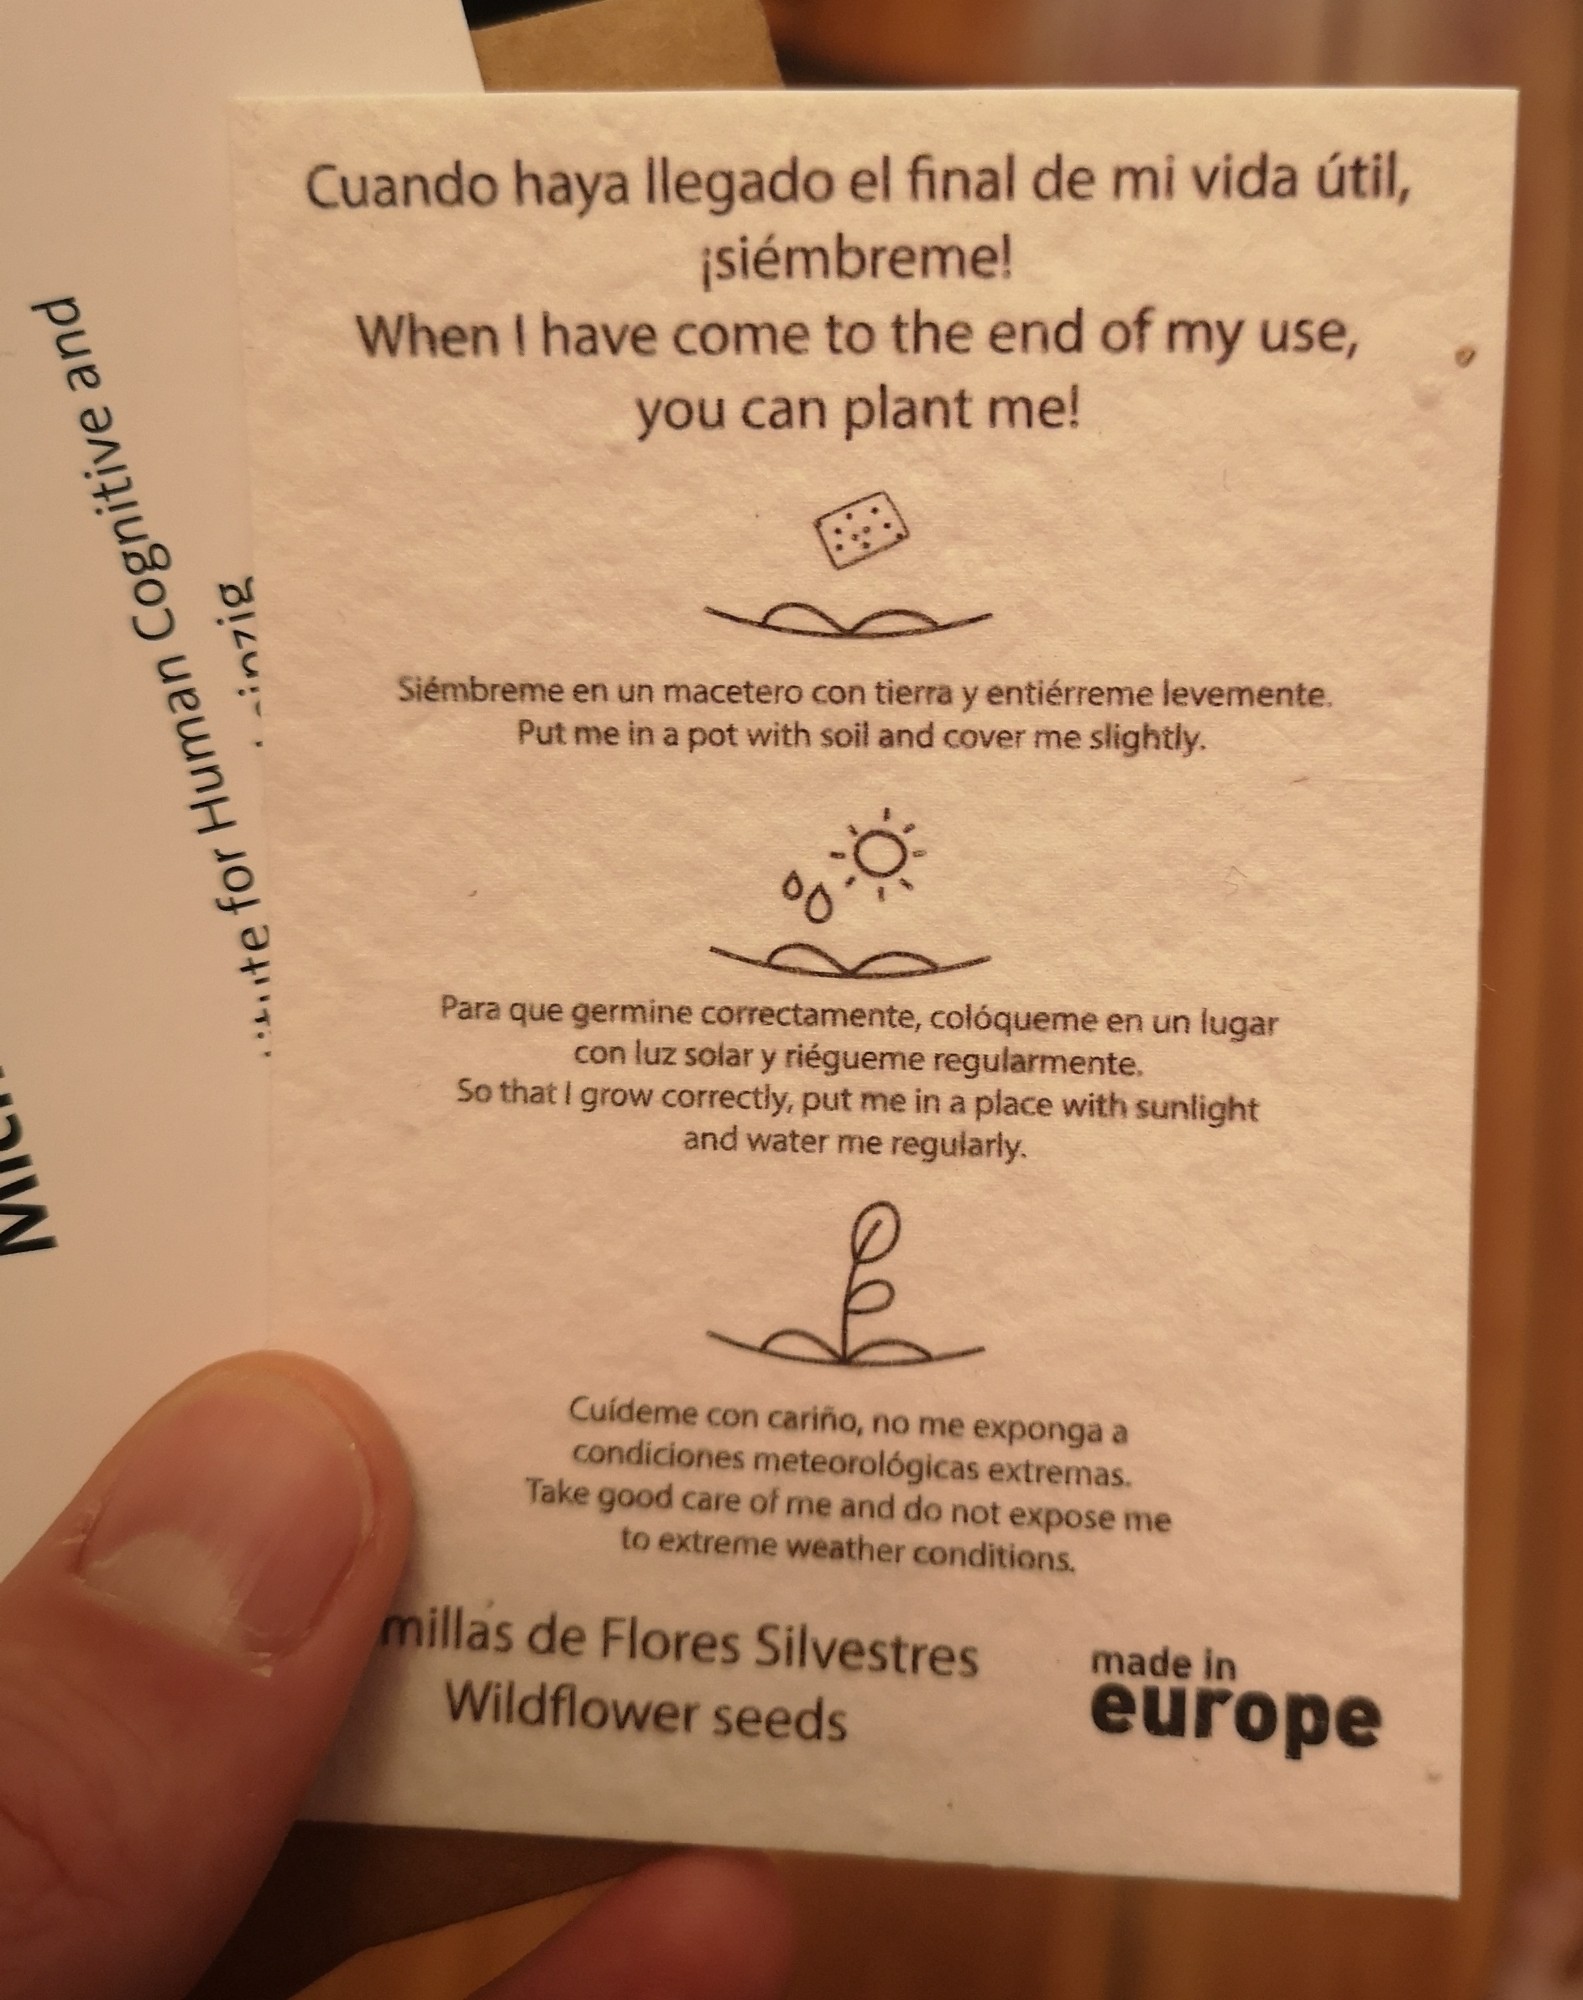 Cuando haya llegado el final de mi vida útil,
¡siémbreme!
When I have come to the end of my use,
you can plant me!
Siémbreme en un macetero con tierra y entiérreme levemente.
Put me in a pot with soil and cover me slightly.
Para que germine correctamente, colóqueme en un lugar
con luz solar y riégueme regularmente.
So that I grow correctly, put me in a place with sunlight
and water me regularly.
Cuídeme con cariño, no me exponga a
condiciones meteorológicas extremas.
Take good care of me and do not expose me
to extreme weather conditions.
millas de Flores Silvestres
Wildflower seeds
made in
europe
for Human Cognitive and